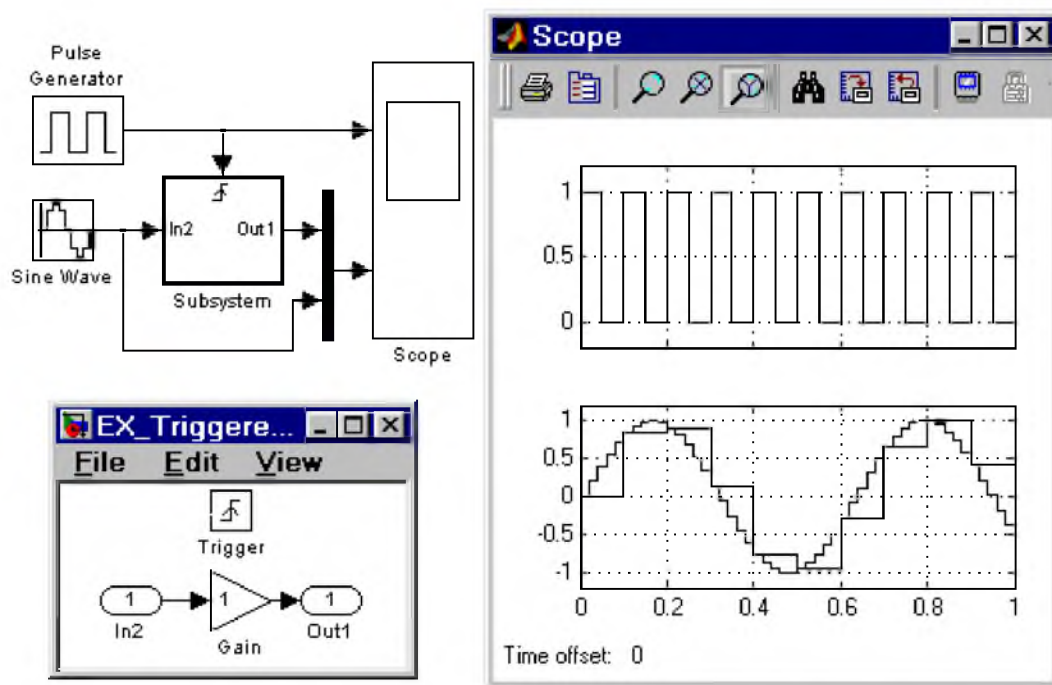 Pulse
Generator
In2
Out1
Subsystem
Sine Wave
Scope
EX_Triggere...
File Edit View
Trigger
1
1
1
In2
Gain
Out1
Scope
1
0.5
0
1
0.5
0
-0.5
-1
0 0.2 0.4 0.6 0.8 1
Time offset: 0